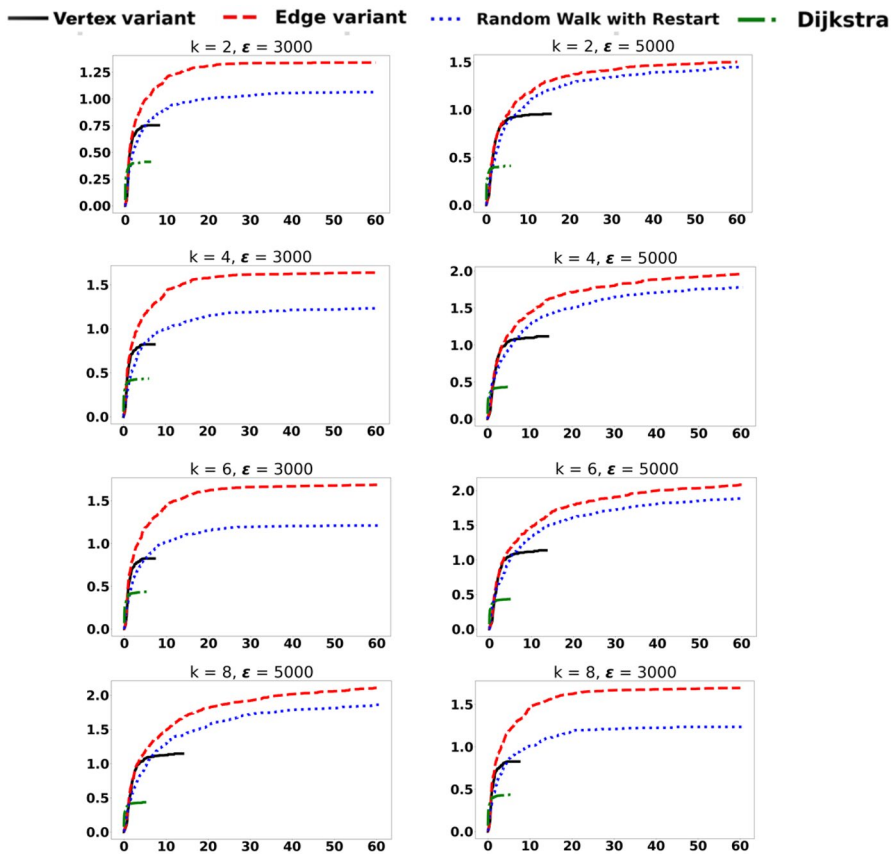 Vertex variant Edge variant Random Walk with Restart Dijkstra
k = 2, ε = 3000
1.25
1.00
0.75
0.50
0.25
0.00
0 10 20 30 40 50 60
k = 2, ε = 5000
1.5
1.0
0.5
0.0
0 10 20 30 40 50 60
k = 4, ε = 3000
1.5
1.0
0.5
0.0
0 10 20 30 40 50 60
k = 4, ε = 5000
2.0
1.5
1.0
0.5
0.0
0 10 20 30 40 50 60
k = 6, ε = 3000
1.5
1.0
0.5
0.0
0 10 20 30 40 50 60
k = 6, ε = 5000
2.0
1.5
1.0
0.5
0.0
0 10 20 30 40 50 60
k = 8, ε = 5000
2.0
1.5
1.0
0.5
0.0
0 10 20 30 40 50 60
k = 8, ε = 3000
1.5
1.0
0.5
0.0
0 10 20 30 40 50 60